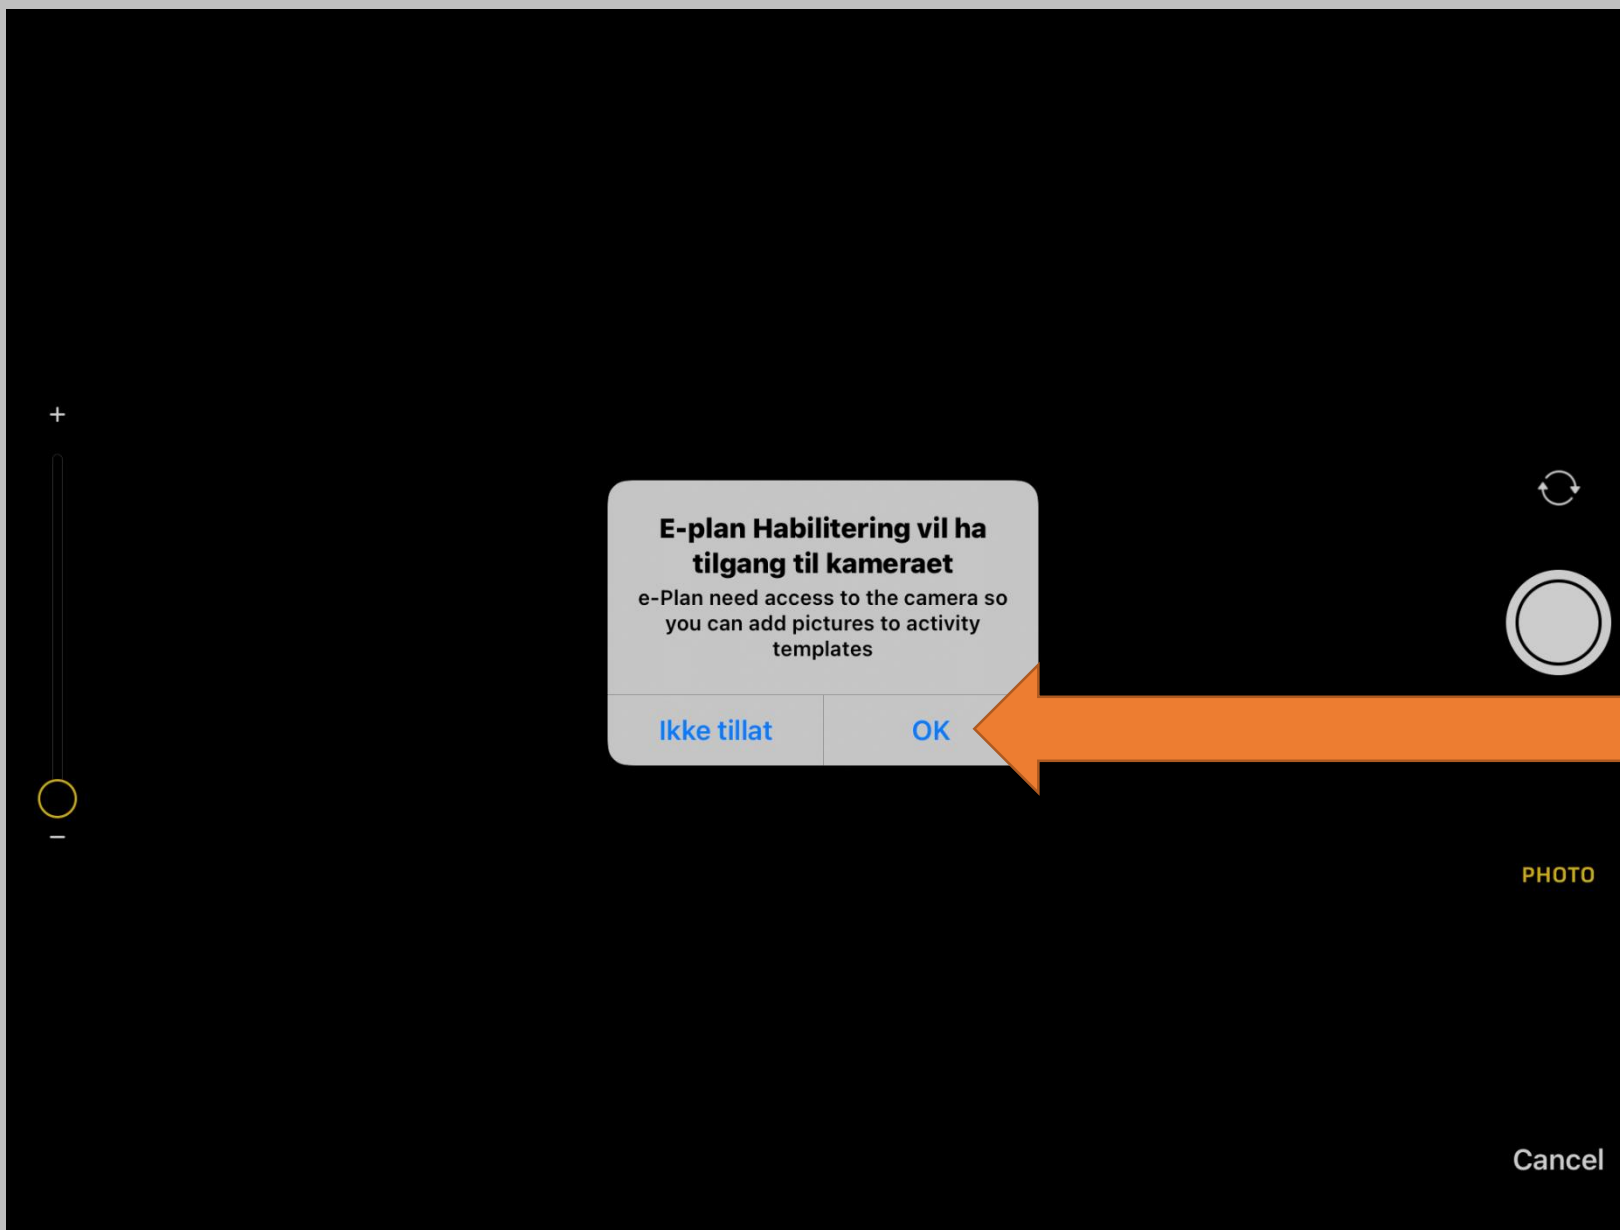 +
E-plan Habilitering vil ha
tilgang til kameraet
e-Plan need access to the camera so
you can add pictures to activity
templates
Ikke tillat
OK
−
PHOTO
Cancel